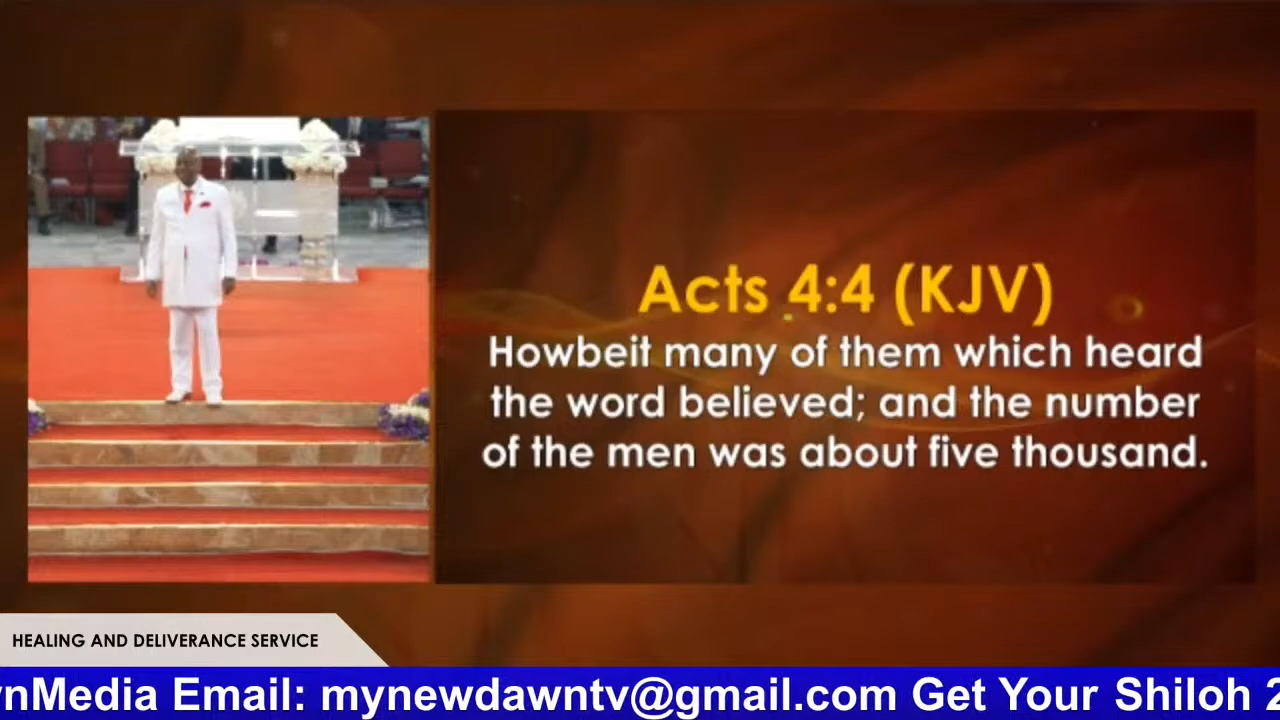 Acts 4:4 (KJV)
Howbeit many of them which heard
the word believed; and the number
of the men was about five thousand.
HEALING AND DELIVERANCE SERVICE
Email: mynewdawntv@gmail.com Get Your Shiloh